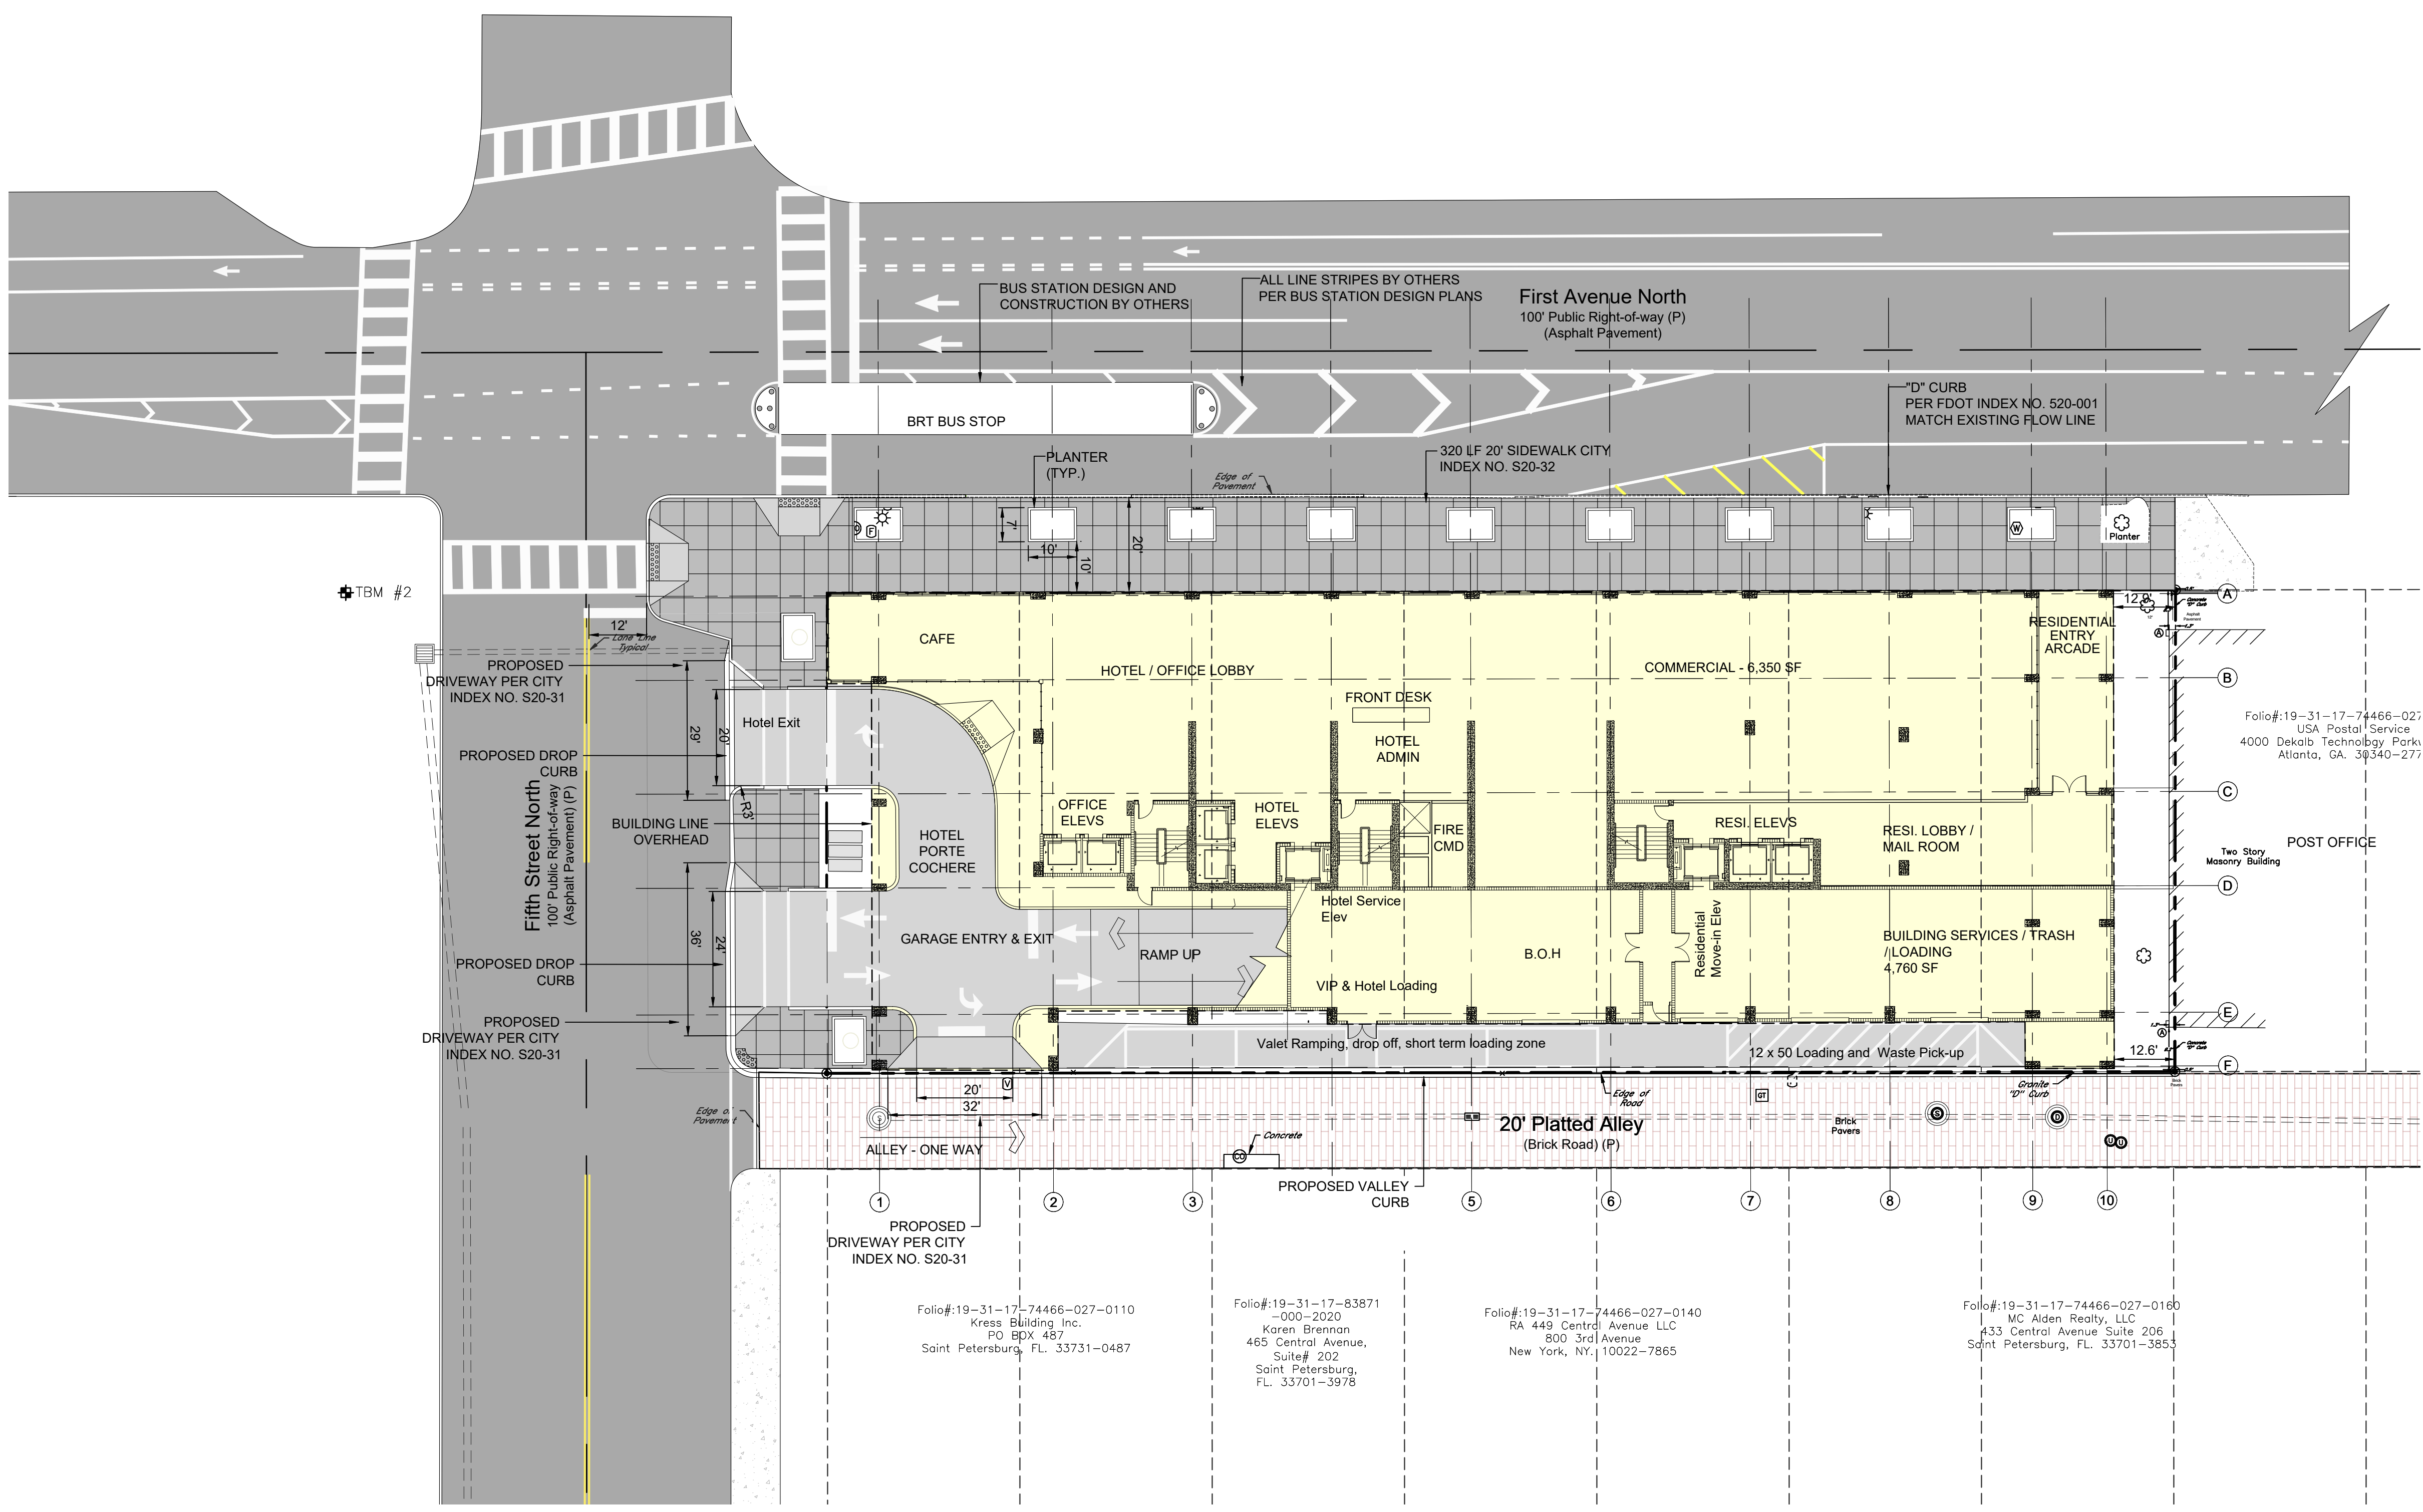 BUS STATION DESIGN AND
CONSTRUCTION BY OTHERS
ALL LINE STRIPES BY OTHERS
PER BUS STATION DESIGN PLANS
First Avenue North
100' Public Right-of-way (P)
(Asphalt Pavement)
BRT BUS STOP
"D" CURB
PER FDOT INDEX NO. 520-001
MATCH EXISTING FLOW LINE
PLANTER
(TYP.)
Edge of
Pavement
320 LF 20' SIDEWALK CITY
INDEX NO. S20-32
7'
10'
10'
20'
F
W
Planter
TBM #2
12'
Lane Line
Typical
PROPOSED
DRIVEWAY PER CITY
INDEX NO. S20-31
29'
20'
Hotel Exit
PROPOSED DROP
CURB
R3'
BUILDING LINE
OVERHEAD
Fifth Street North
100' Public Right-of-way
(Asphalt Pavement) (P)
36'
24'
PROPOSED DROP
CURB
PROPOSED
DRIVEWAY PER CITY
INDEX NO. S20-31
CAFE
HOTEL / OFFICE LOBBY
FRONT DESK
HOTEL
ADMIN
COMMERCIAL - 6,350 SF
RESIDENTIAL
ENTRY
ARCADE
12.9'
Concrete
"D" Curb
Asphalt
Pavement
A
A
B
C
D
E
F
Folio#:19-31-17-74466-027
USA Postal Service
4000 Dekalb Technology Park
Atlanta, GA. 30340-277
POST OFFICE
Two Story
Masonry Building
HOTEL
PORTE
COCHERE
OFFICE
ELEVS
HOTEL
ELEVS
FIRE
CMD
RESI. ELEVS
RESI. LOBBY /
MAIL ROOM
Hotel Service
Elev
GARAGE ENTRY & EXIT
RAMP UP
VIP & Hotel Loading
B.O.H
Residential
Move-in Elev
BUILDING SERVICES / TRASH
/ LOADING
4,760 SF
Valet Ramping, drop off, short term loading zone
12 x 50 Loading and Waste Pick-up
12.6'
A
Concrete
"D" Curb
Brick
Pavers
V
20'
32'
Edge of
Pavement
ALLEY - ONE WAY
Concrete
CO
Edge of
Road
20' Platted Alley
(Brick Road) (P)
GT
Brick
Pavers
Granite
"D" Curb
S
S
D
U
U
PROPOSED VALLEY
CURB
1
2
3
5
6
7
8
9
10
PROPOSED
DRIVEWAY PER CITY
INDEX NO. S20-31
Folio#:19-31-17-74466-027-0110
Kress Building Inc.
PO BOX 487
Saint Petersburg, FL. 33731-0487
Folio#:19-31-17-83871
-000-2020
Karen Brennan
465 Central Avenue,
Suite# 202
Saint Petersburg,
FL. 33701-3978
Folio#:19-31-17-74466-027-0140
RA 449 Central Avenue LLC
800 3rd Avenue
New York, NY. 10022-7865
Folio#:19-31-17-74466-027-0160
MC Alden Realty, LLC
433 Central Avenue Suite 206
Saint Petersburg, FL. 33701-3853